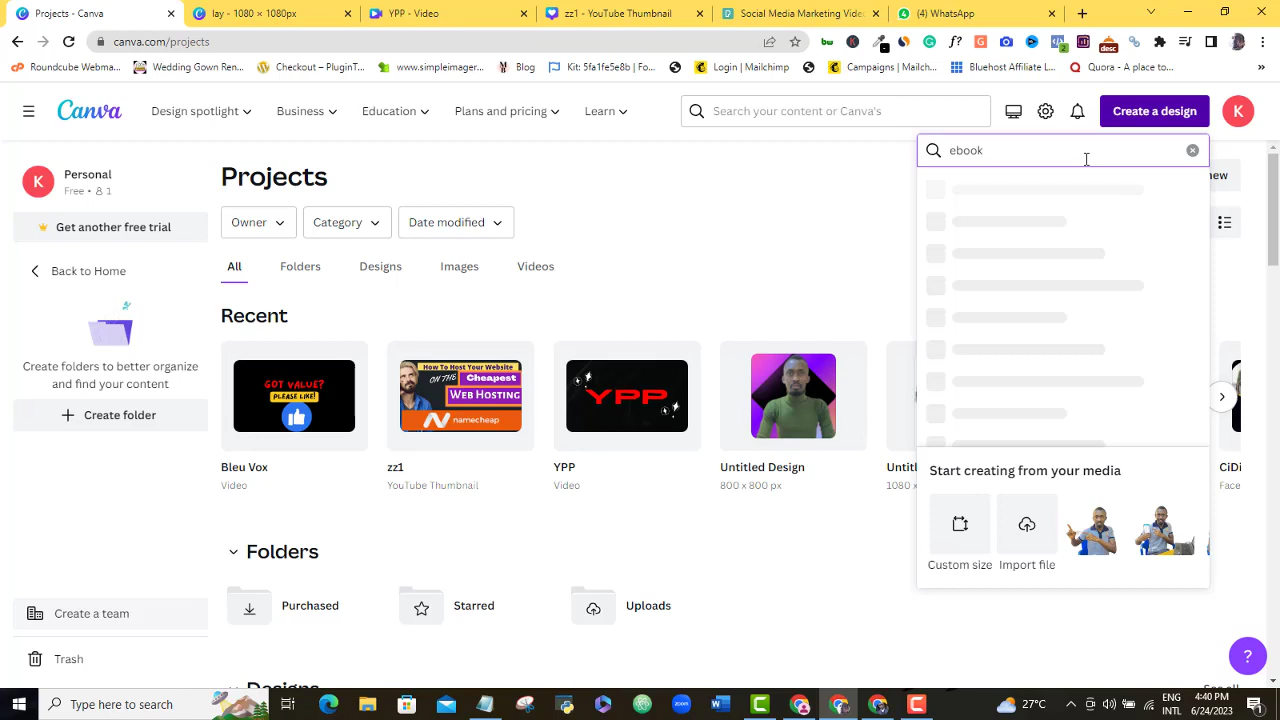 Projects - Canva
lay - 1080 × 1080px
YPP - Video
zz1 - YouTube Thumbnail
Social Media Marketing Video
(4) WhatsApp
canva.com/projects
Roundcube Webma...
Wedding Gown Ren...
Checkout – PluginT...
www.simpleimager...
Blog
Kit: 5fa1fe5e8b | Fo...
Login | Mailchimp
Campaigns | Mailch...
Bluehost Affiliate L...
Quora - A place to...
Canva
Design spotlight
Business
Education
Plans and pricing
Learn
Search your content or Canva's
Create a design
K
K
Personal
Free • 1
Get another free trial
Back to Home
Create folders to better organize
and find your content
Create folder
Create a team
Trash
Projects
Owner
Category
Date modified
All
Folders
Designs
Images
Videos
Recent
GOT VALUE?
PLEASE LIKE!
Bleu Vox
Video
How To Host Your Website
ON THE Cheapest
WEB HOSTING
namecheap
zz1
YouTube Thumbnail
YPP
YPP
Video
Untitled Design
800 x 800 px
Untitl
1080
CiDi
Face
Folders
Purchased
Starred
Uploads
Designs
See all
ebook
new
Start creating from your media
Custom size
Import file
?
Type here to search
27°C
ENG
INTL
4:40 PM
6/24/2023